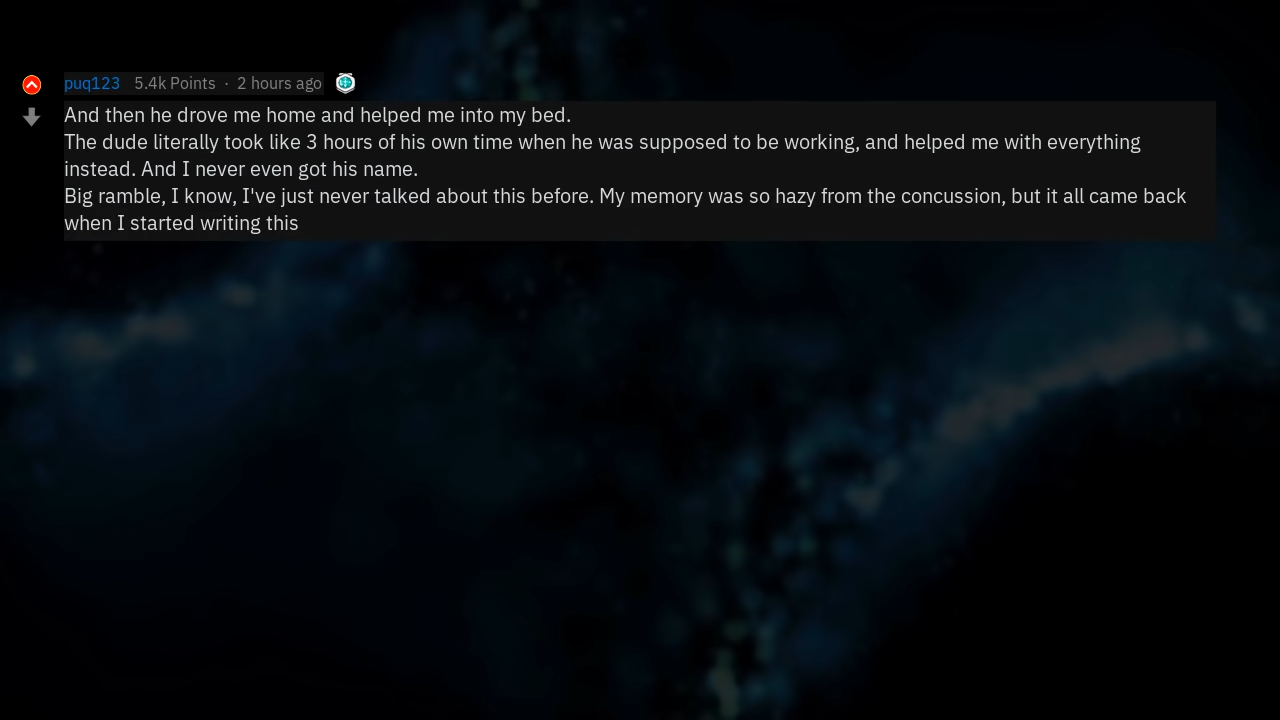 puq123 5.4k Points · 2 hours ago
And then he drove me home and helped me into my bed.
The dude literally took like 3 hours of his own time when he was supposed to be working, and helped me with everything
instead. And I never even got his name.
Big ramble, I know, I've just never talked about this before. My memory was so hazy from the concussion, but it all came back
when I started writing this